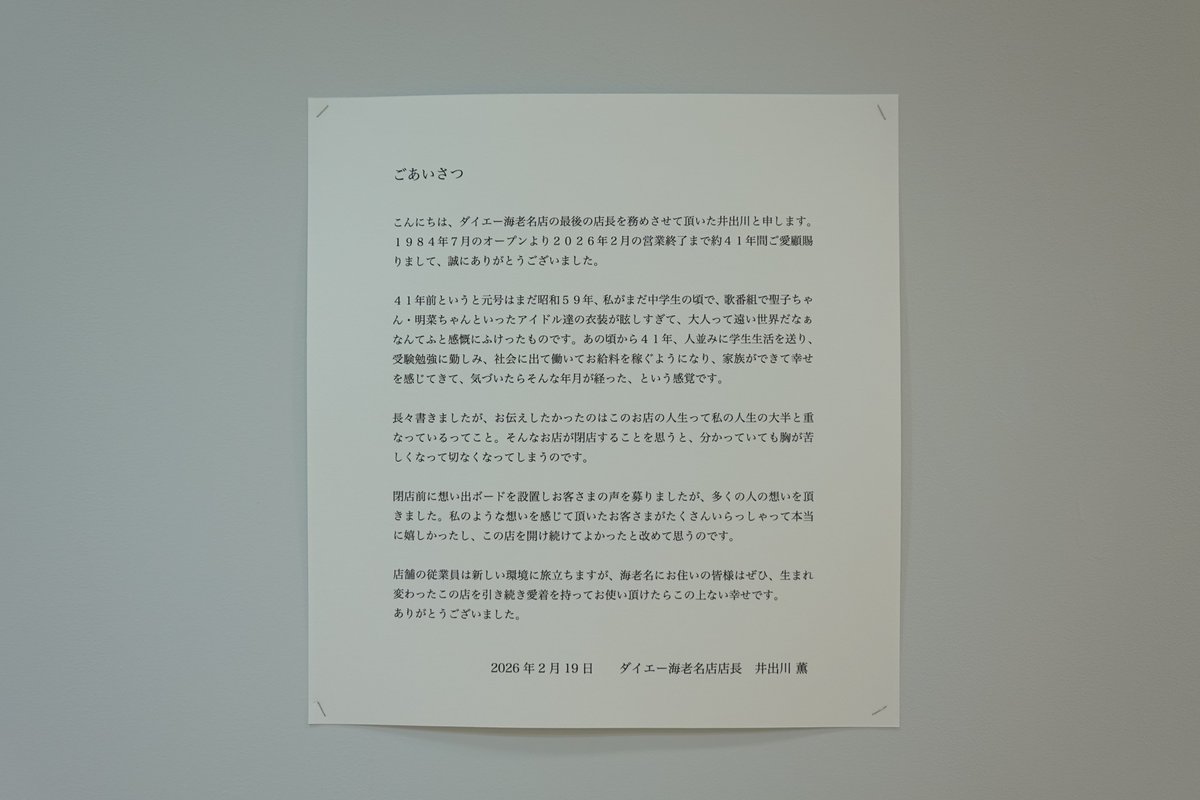 ごあいさつ
こんにちは、ダイエー海老名店の最後の店長を務めさせて頂いた井出川と申します。
１９８４年７月のオープンより２０２６年２月の営業終了まで約４１年間ご愛顧賜
りまして、誠にありがとうございました。
４１年前というと元号はまだ昭和５９年、私がまだ中学生の頃で、歌番組で聖子ちゃ
ん・明菜ちゃんといったアイドル達の衣装が眩しすぎて、大人って遠い世界だなぁ
なんてふと感慨にふけったものです。あの頃から４１年、人並みに学生生活を送り、
受験勉強に勤しみ、社会に出て働いてお給料を稼ぐようになり、家族ができて幸せ
を感じてきて、気づいたらそんな年月が経った、という感覚です。
長々書きましたが、お伝えしたかったのはこのお店の人生って私の人生の大半と重
なっているってこと。そんなお店が閉店することを思うと、分かっていても胸が苦
しくなって切なくなってしまうのです。
閉店前に想い出ボードを設置しお客さまの声を募りましたが、多くの人の想いを頂
きました。私のような想いを感じて頂いたお客さまがたくさんいらっしゃって本当
に嬉しかったし、この店を開け続けてよかったと改めて思うのです。
店舗の従業員は新しい環境に旅立ちますが、海老名にお住いの皆様はぜひ、生まれ
変わったこの店を引き続き愛着を持ってお使い頂けたらこの上ない幸せです。
ありがとうございました。
2026 年 2 月 19 日　　ダイエー海老名店店長　井出川 薫